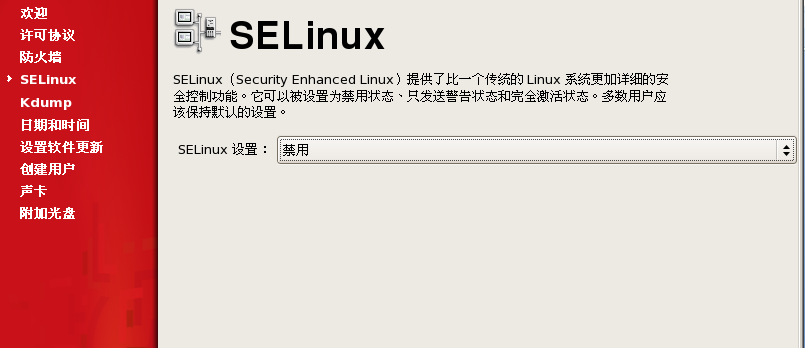 欢迎
许可协议
防火墙
SELinux
Kdump
日期和时间
设置软件更新
创建用户
声卡
附加光盘
SELinux
SELinux（Security Enhanced Linux）提供了比一个传统的 Linux 系统更加详细的安
全控制功能。它可以被设置为禁用状态、只发送警告状态和完全激活状态。多数用户应
该保持默认的设置。
SELinux 设置：
禁用